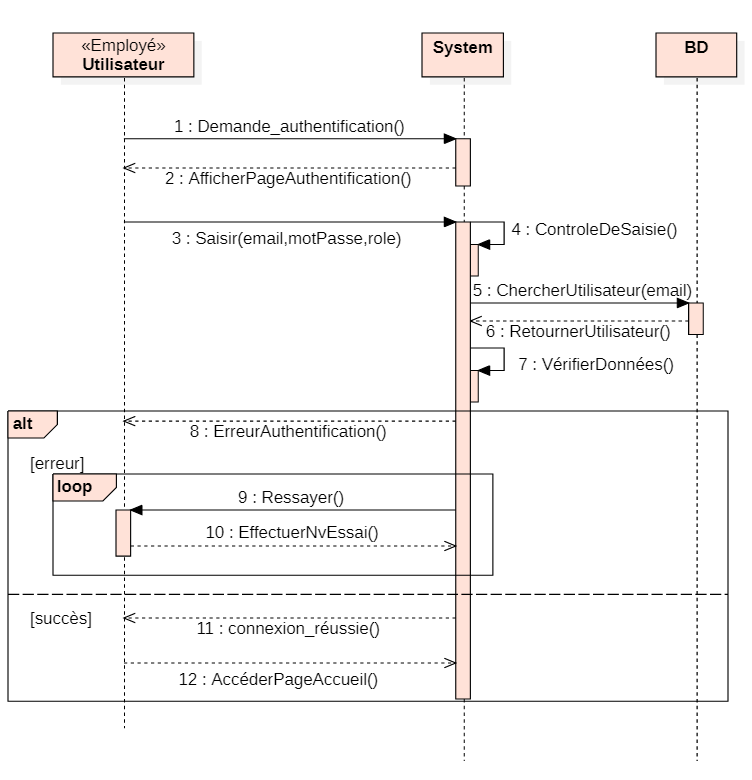 «Employé»
Utilisateur
System
BD
1 : Demande_authentification()
2 : AfficherPageAuthentification()
3 : Saisir(email,motPasse,role)
4 : ControleDeSaisie()
5 : ChercherUtilisateur(email)
6 : RetournerUtilisateur()
7 : VérifierDonnées()
alt
8 : ErreurAuthentification()
[erreur]
loop
9 : Ressayer()
10 : EffectuerNvEssai()
[succès]
11 : connexion_réussie()
12 : AccéderPageAccueil()